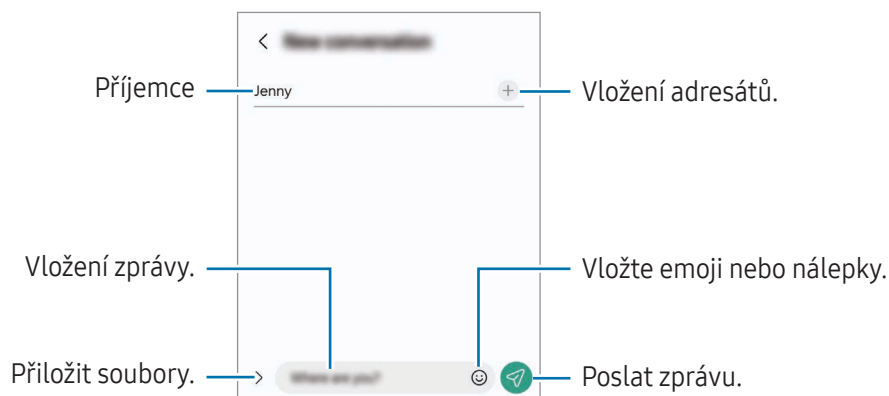 Příjemce
Jenny
Vložení adresátů.
Vložení zprávy.
Vložte emoji nebo nálepky.
Přiložit soubory.
Poslat zprávu.